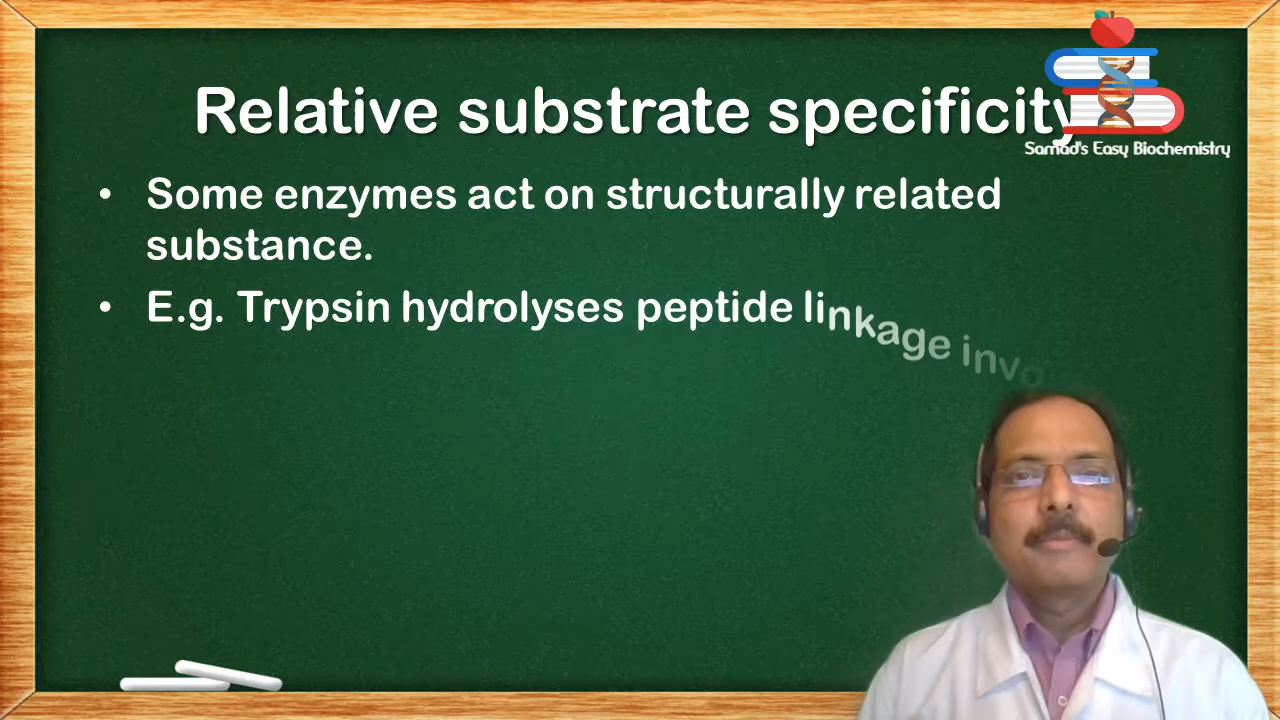 Relative substrate specificity
Samad's Easy Biochemistry
• Some enzymes act on structurally related
substance.
• E.g. Trypsin hydrolyses peptide linkage